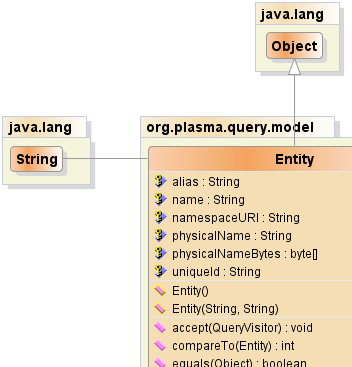 java.lang
Object
java.lang
String
org.plasma.query.model
Entity
alias : String
name : String
namespaceURI : String
physicalName : String
physicalNameBytes : byte[]
uniqueId : String
Entity()
Entity(String, String)
accept(QueryVisitor) : void
compareTo(Entity) : int
equals(Object) : boolean